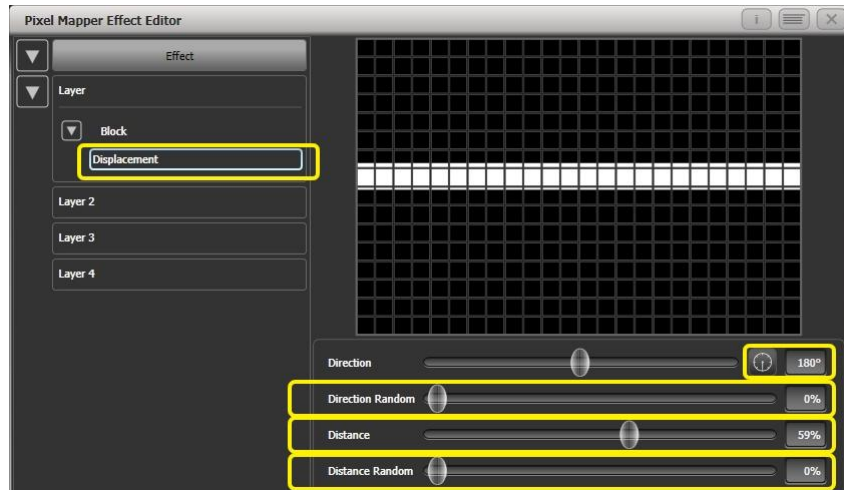 Pixel Mapper Effect Editor
Effect
Layer
Block
Displacement
Layer 2
Layer 3
Layer 4
Direction 180°
Direction Random 0%
Distance 59%
Distance Random 0%